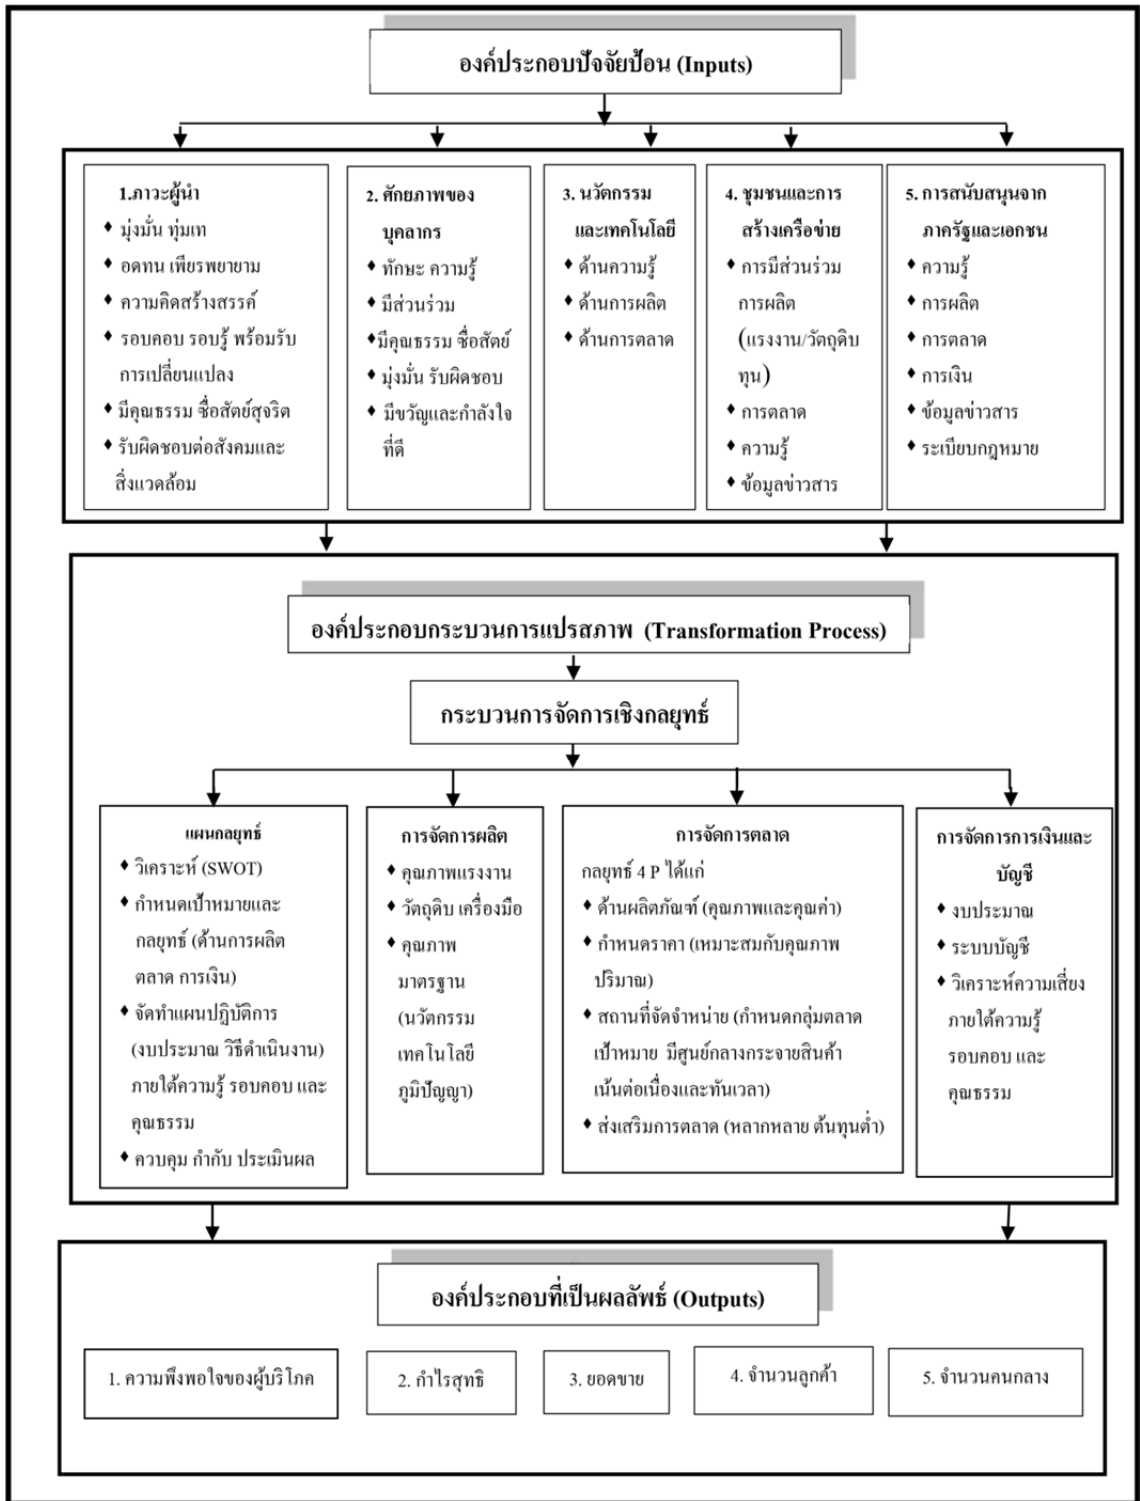 องค์ประกอบปัจจัยป้อน (Inputs)
1.ภาวะผู้นำ
♦ มุ่งมั่น ทุ่มเท
♦ อดทน เพียรพยายาม
♦ ความคิดสร้างสรรค์
♦ รอบคอบ รอบรู้ พร้อมรับ
การเปลี่ยนแปลง
♦ มีคุณธรรม ซื่อสัตย์สุจริต
♦ รับผิดชอบต่อสังคมและ
สิ่งแวดล้อม
2. ศักยภาพของ
บุคลากร
♦ ทักษะ ความรู้
♦ มีส่วนร่วม
♦มีคุณธรรม ซื่อสัตย์
♦ มุ่งมั่น รับผิดชอบ
♦ มีขวัญและกำลังใจ
ที่ดี
3. นวัตกรรม
และเทคโนโลยี
♦ ด้านความรู้
♦ ด้านการผลิต
♦ ด้านการตลาด
4. ชุมชนและการ
สร้างเครือข่าย
♦ การมีส่วนร่วม
การผลิต
(แรงงาน/วัตถุดิบ
ทุน)
♦ การตลาด
♦ ความรู้
♦ ข้อมูลข่าวสาร
5. การสนับสนุนจาก
ภาครัฐและเอกชน
♦ ความรู้
♦ การผลิต
♦ การตลาด
♦ การเงิน
♦ ข้อมูลข่าวสาร
♦ ระเบียบกฎหมาย
องค์ประกอบกระบวนการแปรสภาพ (Transformation Process)
กระบวนการจัดการเชิงกลยุทธ์
แผนกลยุทธ์
♦ วิเคราะห์ (SWOT)
♦ กำหนดเป้าหมายและ
กลยุทธ์ (ด้านการผลิต
ตลาด การเงิน)
♦ จัดทำแผนปฏิบัติการ
(งบประมาณ วิธีดำเนินงาน)
ภายใต้ความรู้ รอบคอบ และ
คุณธรรม
♦ ควบคุม กำกับ ประเมินผล
การจัดการผลิต
♦ คุณภาพแรงงาน
♦ วัตถุดิบ เครื่องมือ
♦ คุณภาพ
มาตรฐาน
(นวัตกรรม
เทคโนโลยี
ภูมิปัญญา)
การจัดการตลาด
กลยุทธ์ 4 P ได้แก่
♦ ด้านผลิตภัณฑ์ (คุณภาพและคุณค่า)
♦ กำหนดราคา (เหมาะสมกับคุณภาพ
ปริมาณ)
♦ สถานที่จัดจำหน่าย (กำหนดกลุ่มตลาด
เป้าหมาย มีศูนย์กลางกระจายสินค้า
เน้นต่อเนื่องและทันเวลา)
♦ ส่งเสริมการตลาด (หลากหลาย ต้นทุนต่ำ)
การจัดการการเงินและ
บัญชี
♦ งบประมาณ
♦ ระบบบัญชี
♦ วิเคราะห์ความเสี่ยง
ภายใต้ความรู้
รอบคอบ และ
คุณธรรม
องค์ประกอบที่เป็นผลลัพธ์ (Outputs)
1. ความพึงพอใจของผู้บริโภค
2. กำไรสุทธิ
3. ยอดขาย
4. จำนวนลูกค้า
5. จำนวนคนกลาง